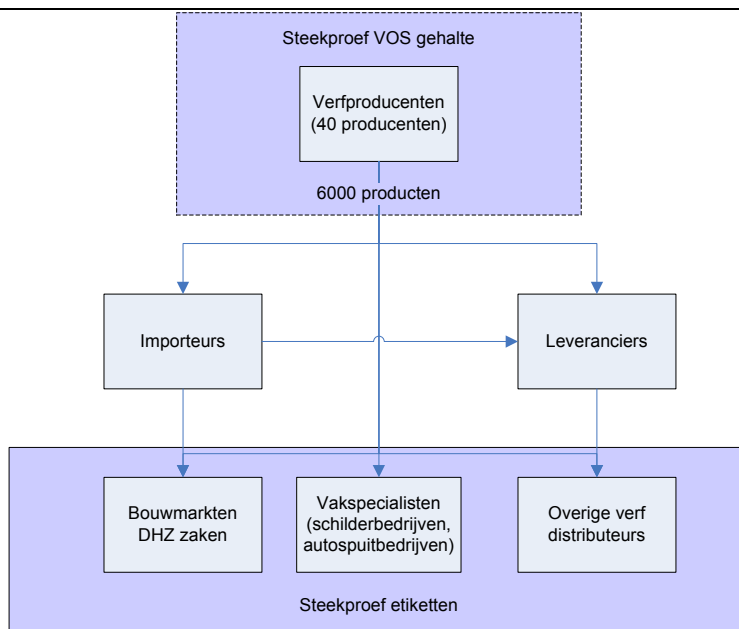 Steekproef VOS gehalte
Verfproducenten
(40 producenten)
6000 producten
Importeurs
Leveranciers
Bouwmarkten
DHZ zaken
Vakspecialisten
(schilderbedrijven,
autospuitbedrijven)
Overige verf
distributeurs
Steekproef etiketten